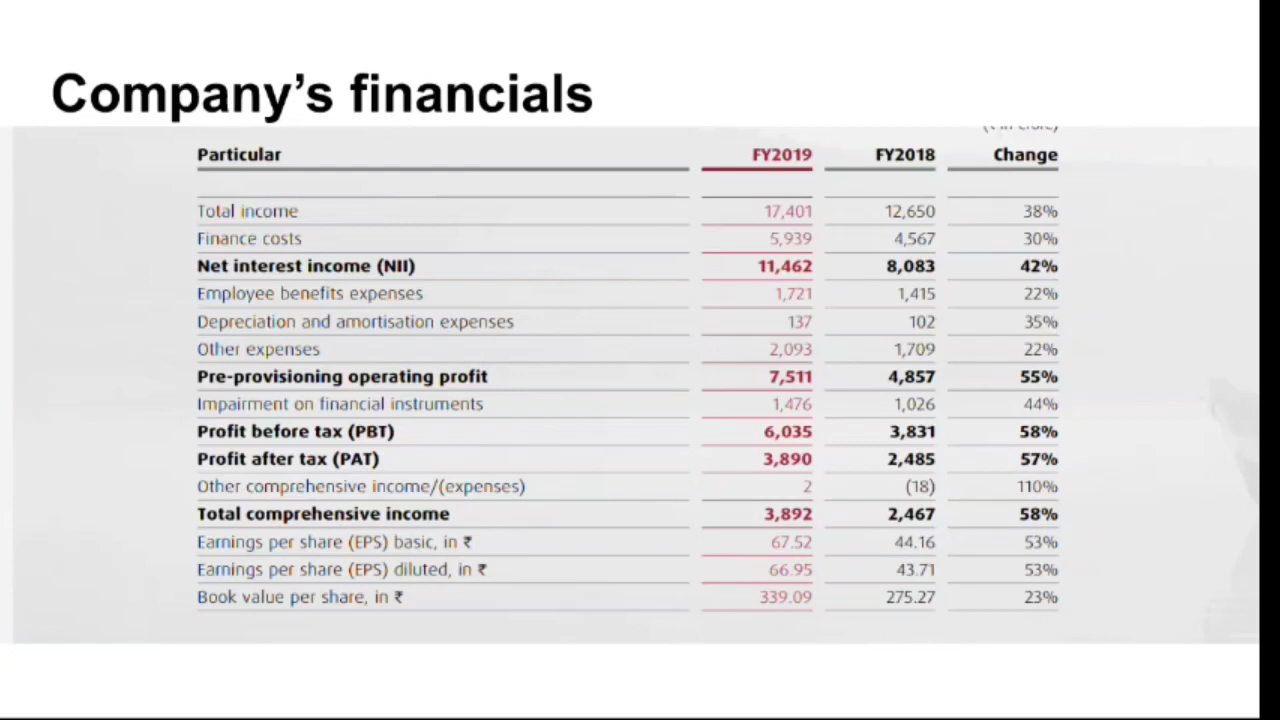 Company's financials
Particular FY2019 FY2018 Change
Total income 17,401 12,650 38%
Finance costs 5,939 4,567 30%
Net interest income (NII) 11,462 8,083 42%
Employee benefits expenses 1,721 1,415 22%
Depreciation and amortisation expenses 137 102 35%
Other expenses 2,093 1,709 22%
Pre-provisioning operating profit 7,511 4,857 55%
Impairment on financial instruments 1,476 1,026 44%
Profit before tax (PBT) 6,035 3,831 58%
Profit after tax (PAT) 3,890 2,485 57%
Other comprehensive income/(expenses) 2 (18) 110%
Total comprehensive income 3,892 2,467 58%
Earnings per share (EPS) basic, in ₹ 67.52 44.16 53%
Earnings per share (EPS) diluted, in ₹ 66.95 43.71 53%
Book value per share, in ₹ 339.09 275.27 23%